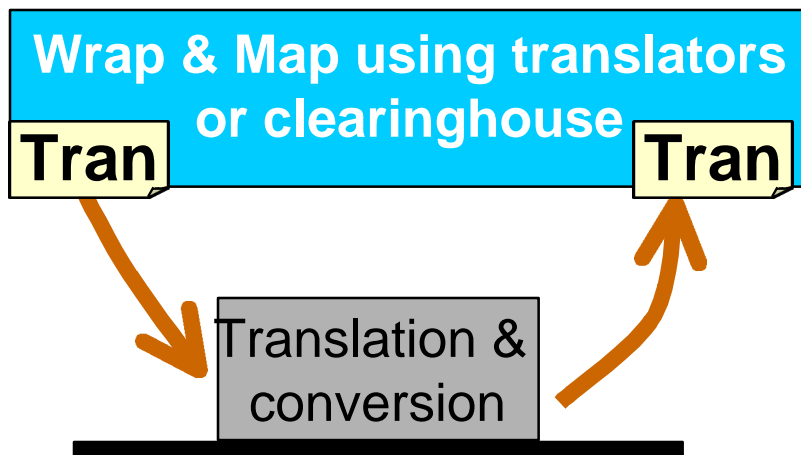 Wrap & Map using translators
or clearinghouse
Tran
Tran
Translation &
conversion